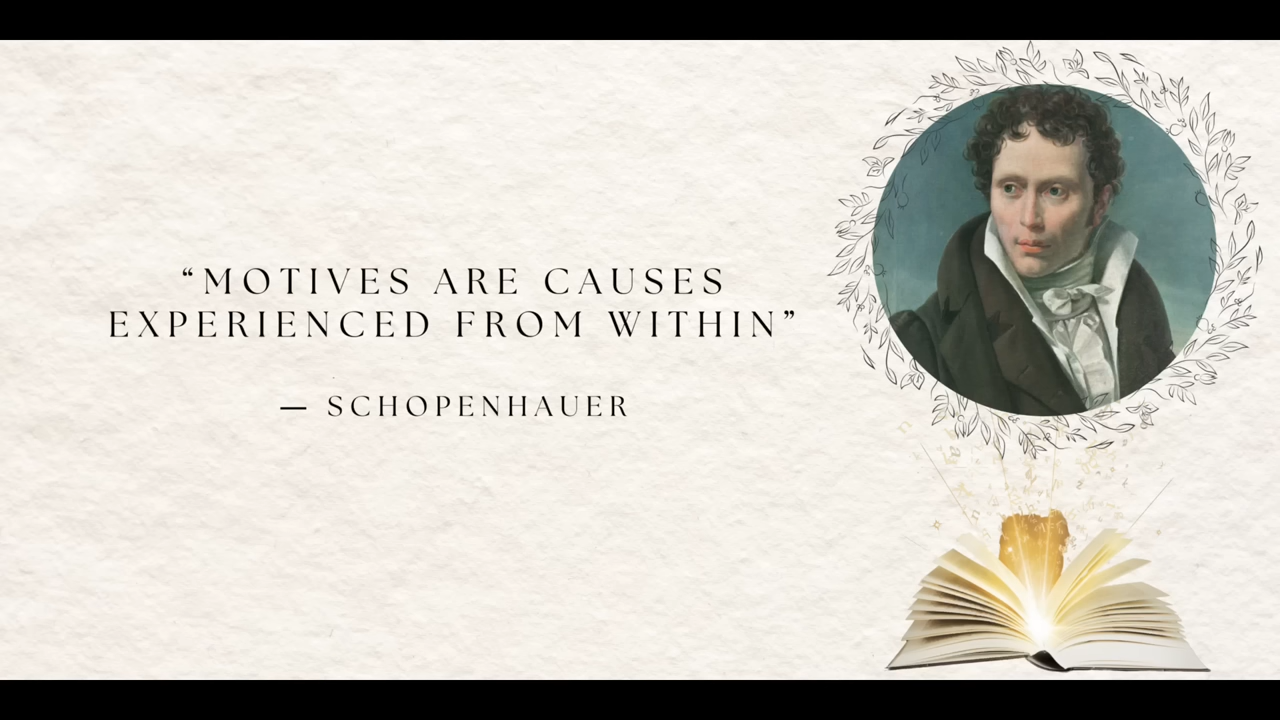 “MOTIVES ARE CAUSES
EXPERIENCED FROM WITHIN”
— SCHOPENHAUER